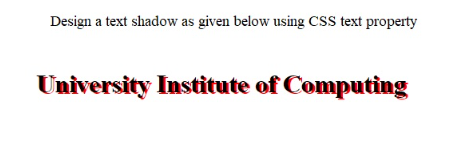 Design a text shadow as given below using CSS text property
University Institute of Computing